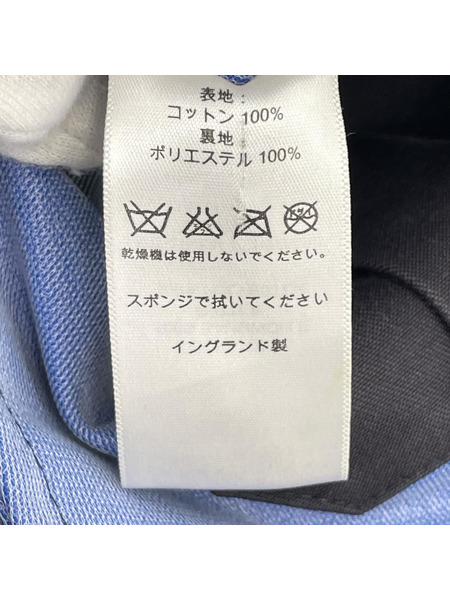 表地：
コットン 100%
裏地
ポリエステル 100%
乾燥機は使用しないでください。
スポンジで拭いてください
イングランド製